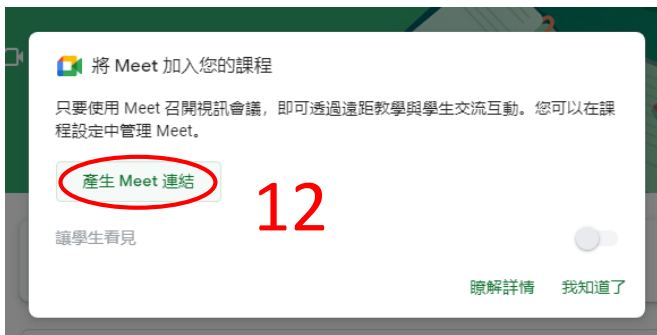 將 Meet 加入您的課程
只要使用 Meet 召開視訊會議，即可透過遠距教學與學生交流互動。您可以在課
程設定中管理 Meet。
產生 Meet 連結
12
讓學生看見
瞭解詳情 我知道了